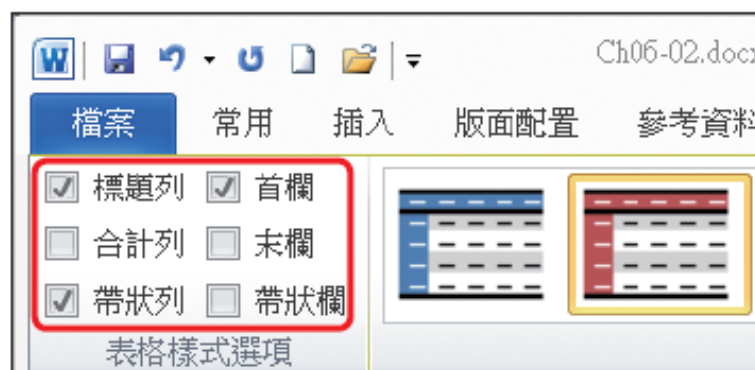 W Ch06-02.docx
檔案 常用 插入 版面配置 參考資料
標題列 首欄
合計列 末欄
帶狀列 帶狀欄
表格樣式選項